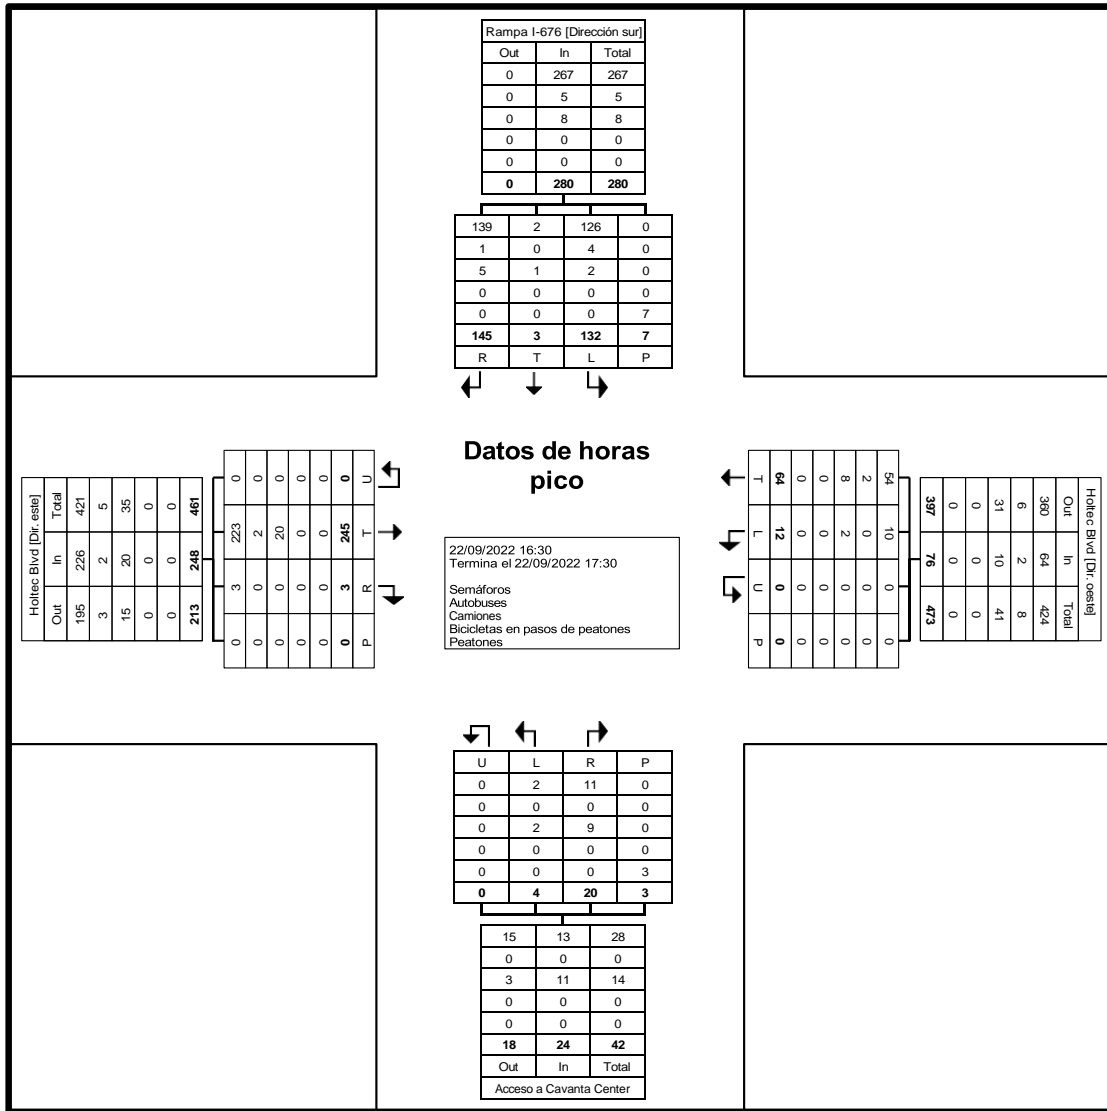 Rampa I-676 [Dirección sur]
Out In Total
0 267 267
0 5 5
0 8 8
0 0 0
0 0 0
0 280 280
139 2 126 0
1 0 4 0
5 1 2 0
0 0 0 0
0 0 0 7
145 3 132 7
R T L P
Datos de horas
pico
22/09/2022 16:30
Termina el 22/09/2022 17:30
Semáforos
Autobuses
Camiones
Bicicletas en pasos de peatones
Peatones
Holtec Blvd [Dir. este]
Total In Out
421 226 195
5 2 3
35 20 15
0 0 0
0 0 0
461 248 213
0 223 3 0
0 2 0 0
0 20 0 0
0 0 0 0
0 0 0 0
0 245 3 0
U T R P
Holtec Blvd [Dir. oeste]
Out In Total
360 64 424
6 2 8
31 10 41
0 0 0
0 0 0
397 76 473
54 10 0 0
2 0 0 0
8 2 0 0
0 0 0 0
0 0 0 0
64 12 0 0
T L U P
U L R P
0 2 11 0
0 0 0 0
0 2 9 0
0 0 0 0
0 0 0 3
0 4 20 3
15 13 28
0 0 0
3 11 14
0 0 0
0 0 0
18 24 42
Out In Total
Acceso a Cavanta Center